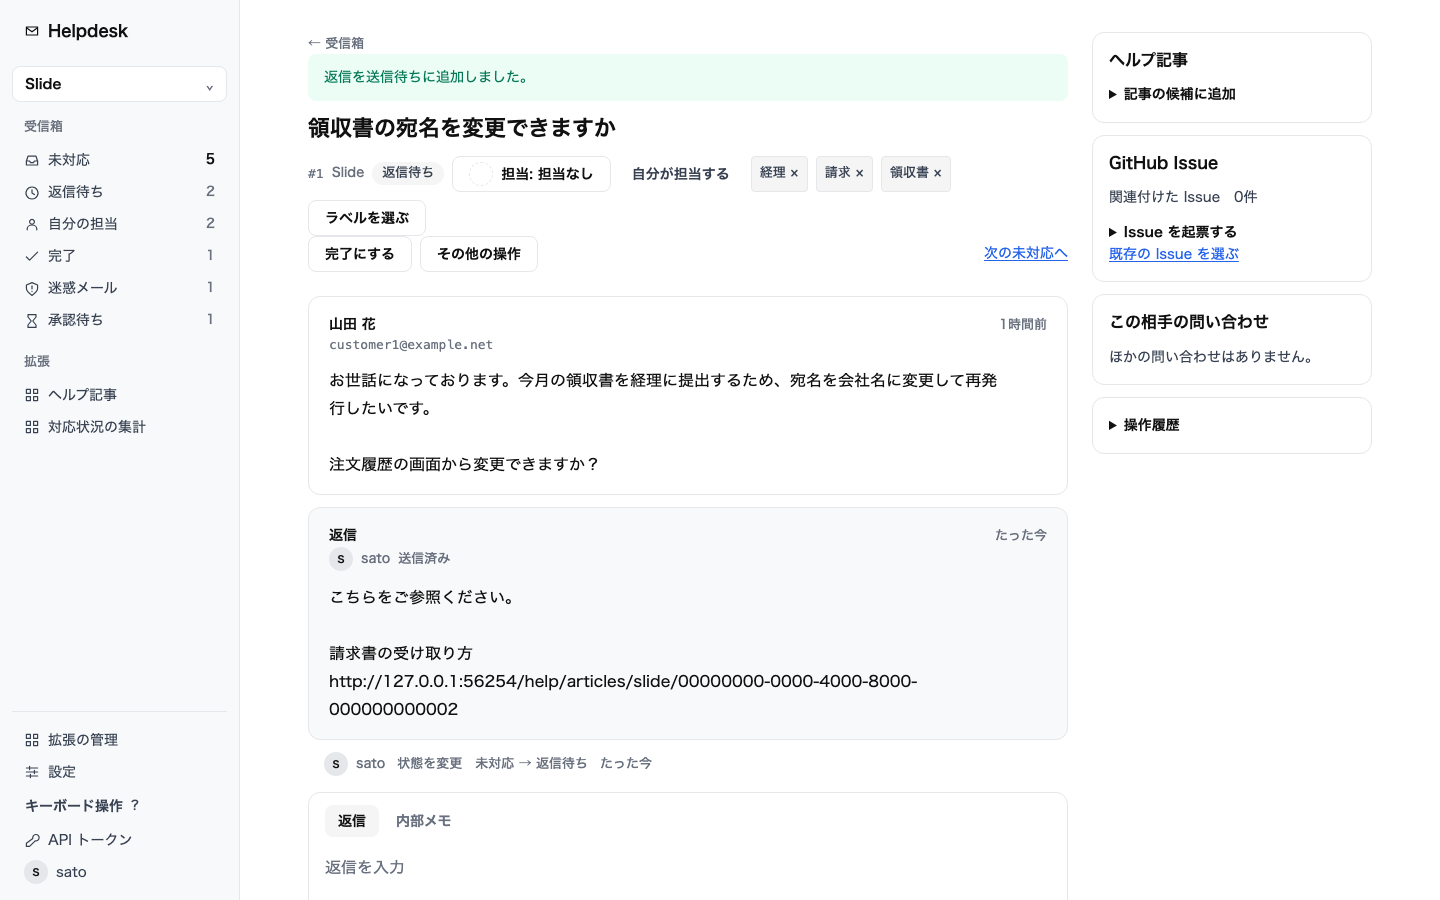 Helpdesk
Slide
受信箱
未対応 5
返信待ち 2
自分の担当 2
完了 1
迷惑メール 1
承認待ち 1
拡張
ヘルプ記事
対応状況の集計
拡張の管理
設定
キーボード操作 ?
API トークン
S sato
← 受信箱
返信を送信待ちに追加しました。
領収書の宛名を変更できますか
#1 Slide 返信待ち 担当: 担当なし 自分が担当する 経理 × 請求 × 領収書 ×
ラベルを選ぶ
完了にする その他の操作 次の未対応へ
山田 花 1時間前
customer1@example.net
お世話になっております。今月の領収書を経理に提出するため、宛名を会社名に変更して再発
行したいです。
注文履歴の画面から変更できますか？
返信 たった今
S sato 送信済み
こちらをご参照ください。
請求書の受け取り方
http://127.0.0.1:56254/help/articles/slide/00000000-0000-4000-8000-
000000000002
S sato 状態を変更 未対応 → 返信待ち たった今
返信 内部メモ
返信を入力
ヘルプ記事
▶ 記事の候補に追加
GitHub Issue
関連付けた Issue 0件
▶ Issue を起票する
既存の Issue を選ぶ
この相手の問い合わせ
ほかの問い合わせはありません。
▶ 操作履歴